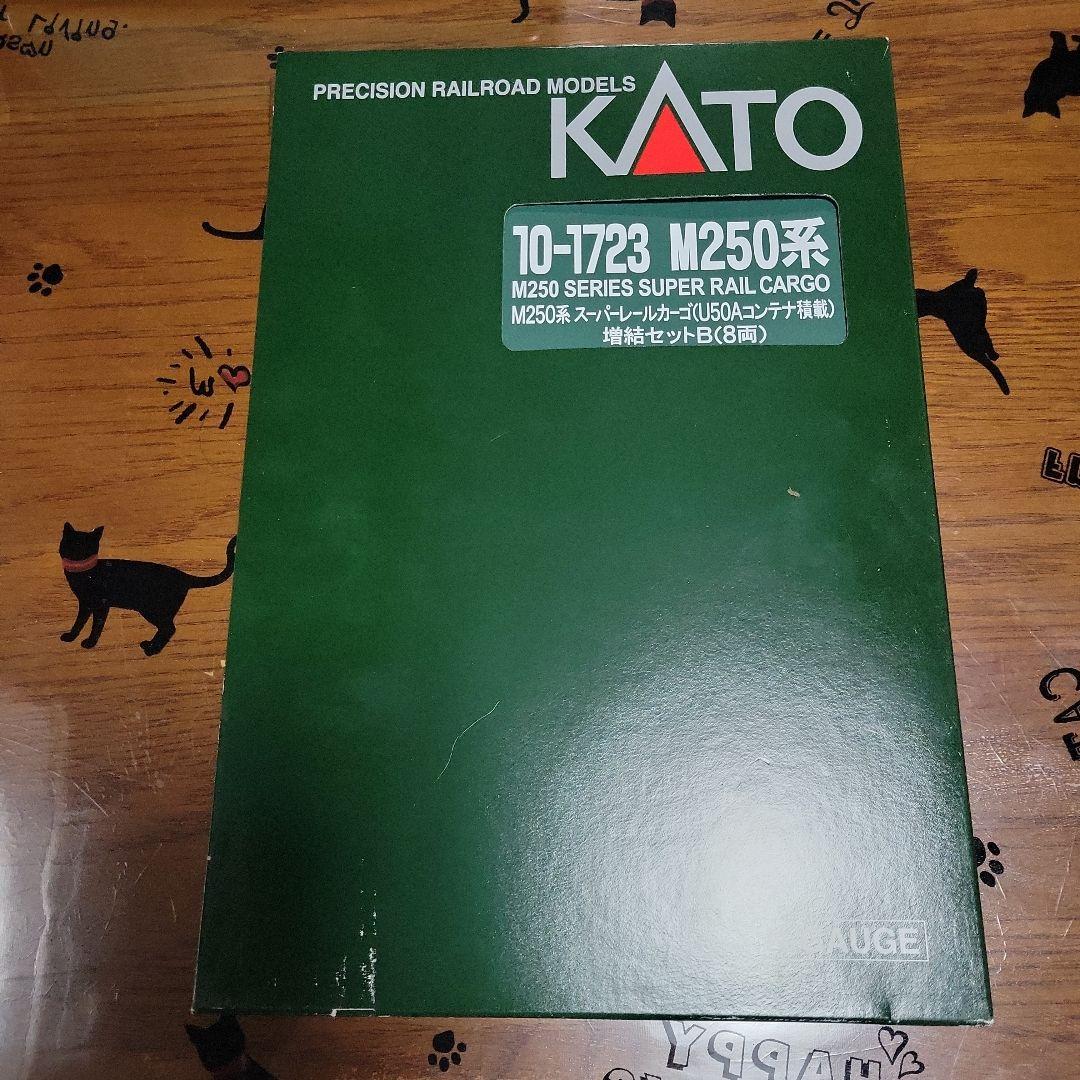 PRECISION RAILROAD MODELS
KATO
10-1723 M250系
M250 SERIES SUPER RAIL CARGO
M250系 スーパーレールカーゴ(U50Aコンテナ積載)
増結セットB(8両)
AUGE
HAPPY